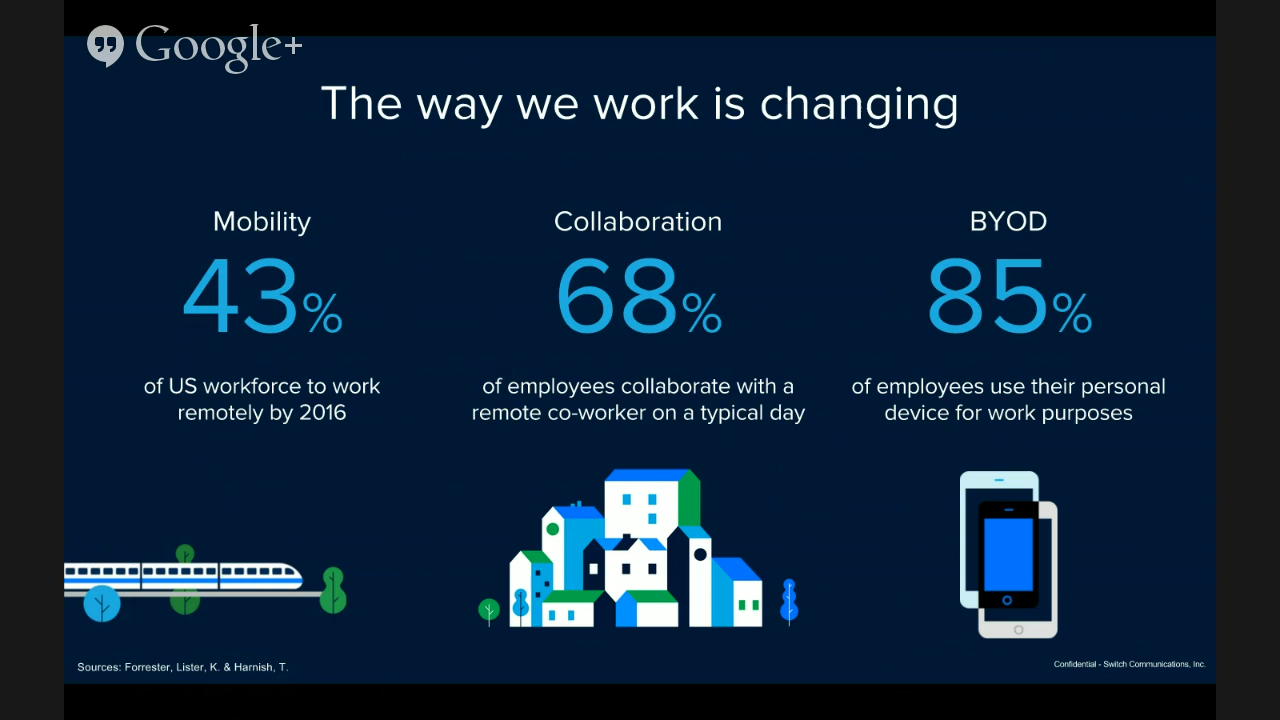 Google+
The way we work is changing
Mobility
43%
of US workforce to work
remotely by 2016
Collaboration
68%
of employees collaborate with a
remote co-worker on a typical day
BYOD
85%
of employees use their personal
device for work purposes
Sources: Forrester, Lister, K. & Harnish, T.
Confidential - Switch Communications, Inc.